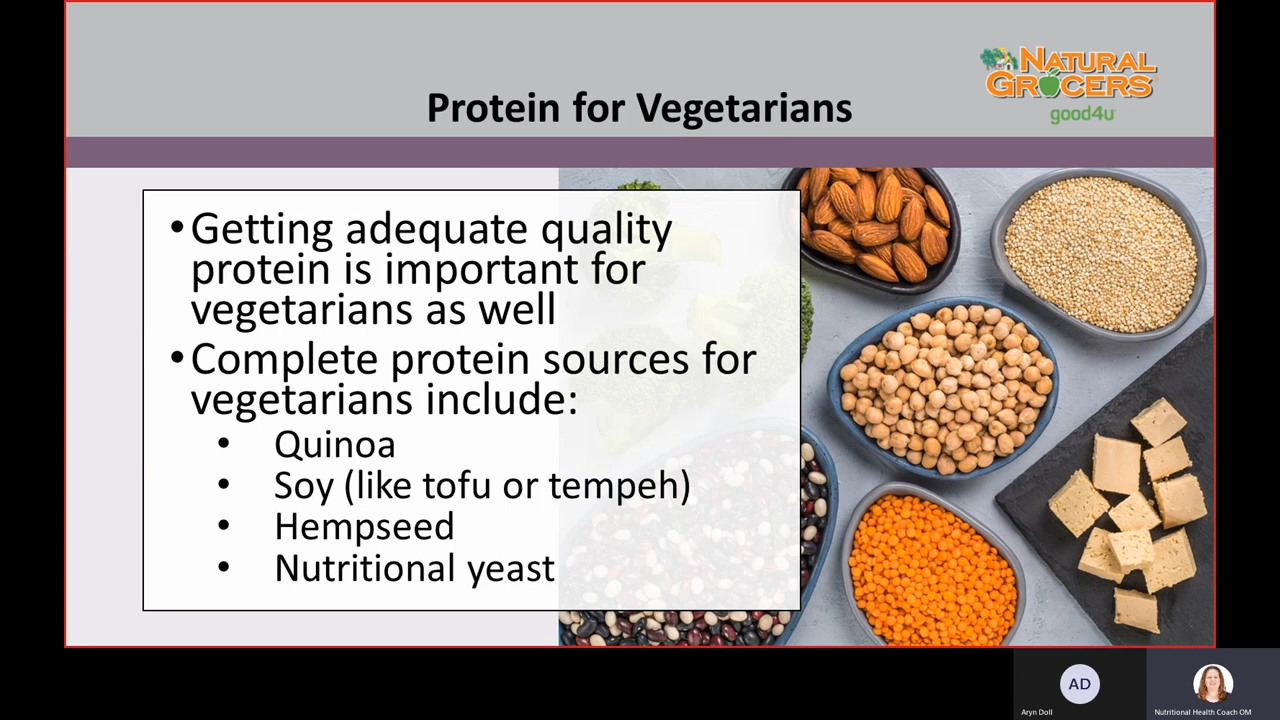 NATURAL
GROCERS
good4u
Protein for Vegetarians
•Getting adequate quality
protein is important for
vegetarians as well
•Complete protein sources for
vegetarians include:
• Quinoa
• Soy (like tofu or tempeh)
• Hempseed
• Nutritional yeast
AD
Aryn Doll
Nutritional Health Coach OM